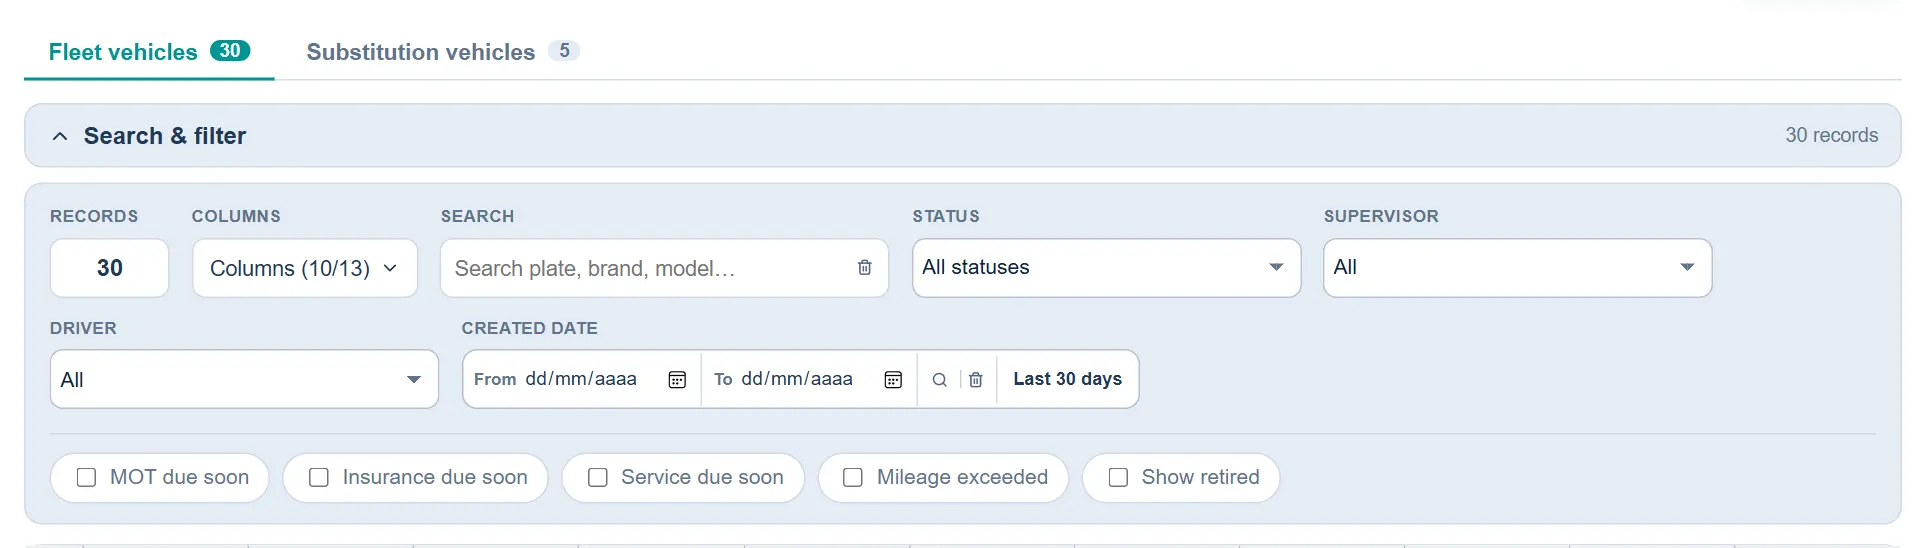 Fleet vehicles 30 Substitution vehicles 5
Search & filter 30 records
RECORDS COLUMNS SEARCH STATUS SUPERVISOR
30 Columns (10/13) Search plate, brand, model… All statuses All
DRIVER CREATED DATE
All From dd/mm/aaaa To dd/mm/aaaa Last 30 days
MOT due soon Insurance due soon Service due soon Mileage exceeded Show retired